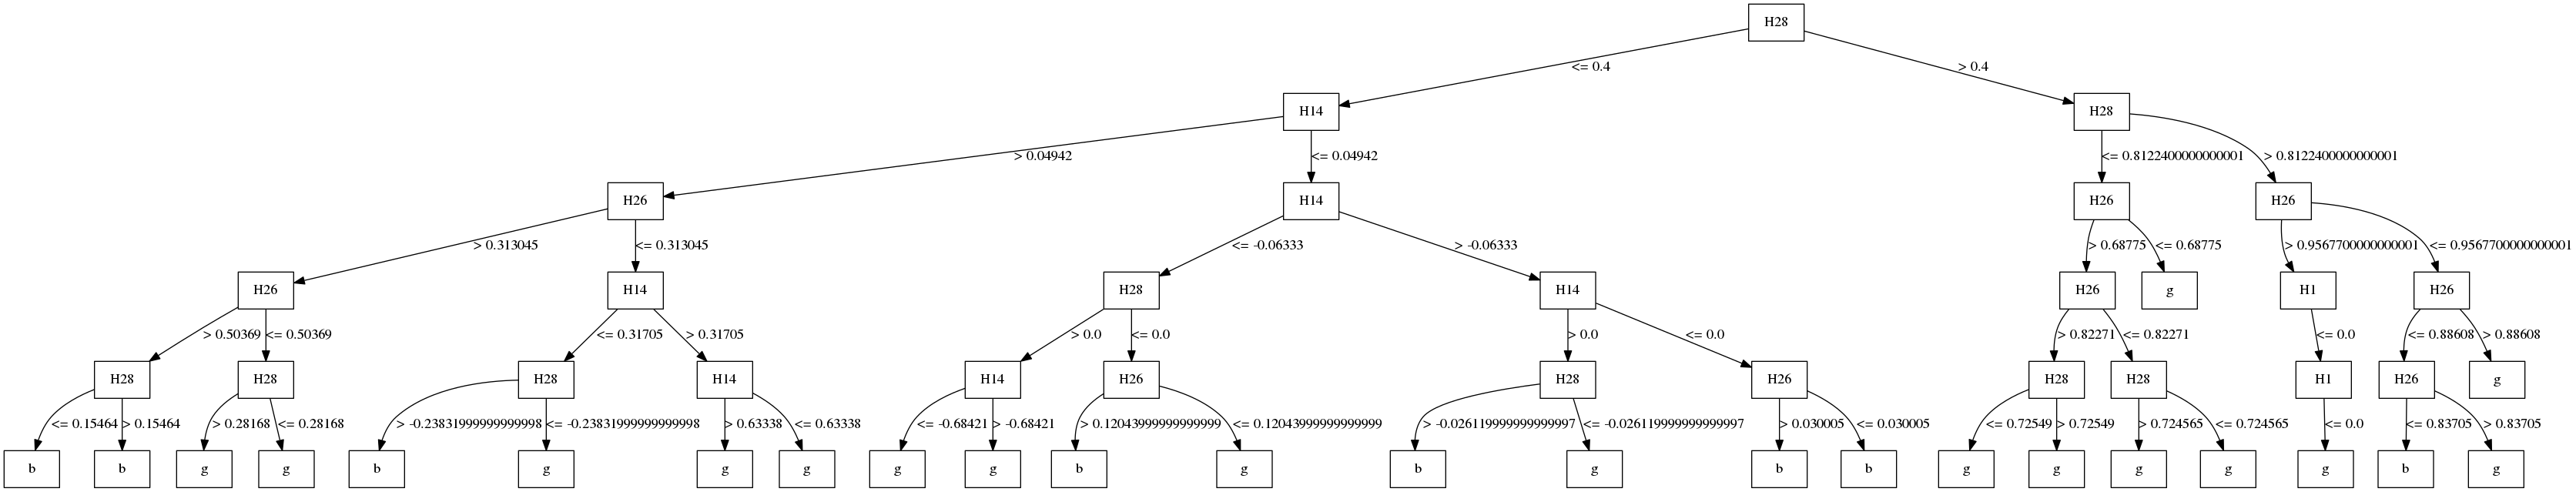 H28
<= 0.4
> 0.4
H14
H28
> 0.04942
<= 0.04942
<= 0.8122400000000001
> 0.8122400000000001
H26
H14
H26
H26
> 0.313045
<= 0.313045
<= -0.06333
> -0.06333
> 0.68775
<= 0.68775
> 0.9567700000000001
<= 0.9567700000000001
H26
H14
H28
H14
H26
g
H1
H26
> 0.50369
<= 0.50369
<= 0.31705
> 0.31705
> 0.0
<= 0.0
> 0.0
<= 0.0
> 0.82271
<= 0.82271
<= 0.0
<= 0.88608
> 0.88608
H28
H28
H28
H14
H14
H26
H28
H26
H28
H28
H1
H26
g
<= 0.15464
> 0.15464
> 0.28168
<= 0.28168
> -0.23831999999999998
<= -0.23831999999999998
> 0.63338
<= 0.63338
<= -0.68421
> -0.68421
> 0.12043999999999999
<= 0.12043999999999999
> -0.026119999999999997
<= -0.026119999999999997
> 0.030005
<= 0.030005
<= 0.72549
> 0.72549
> 0.724565
<= 0.724565
<= 0.0
<= 0.83705
> 0.83705
b
b
g
g
b
g
g
g
g
g
b
g
b
g
b
b
g
g
g
g
g
b
g